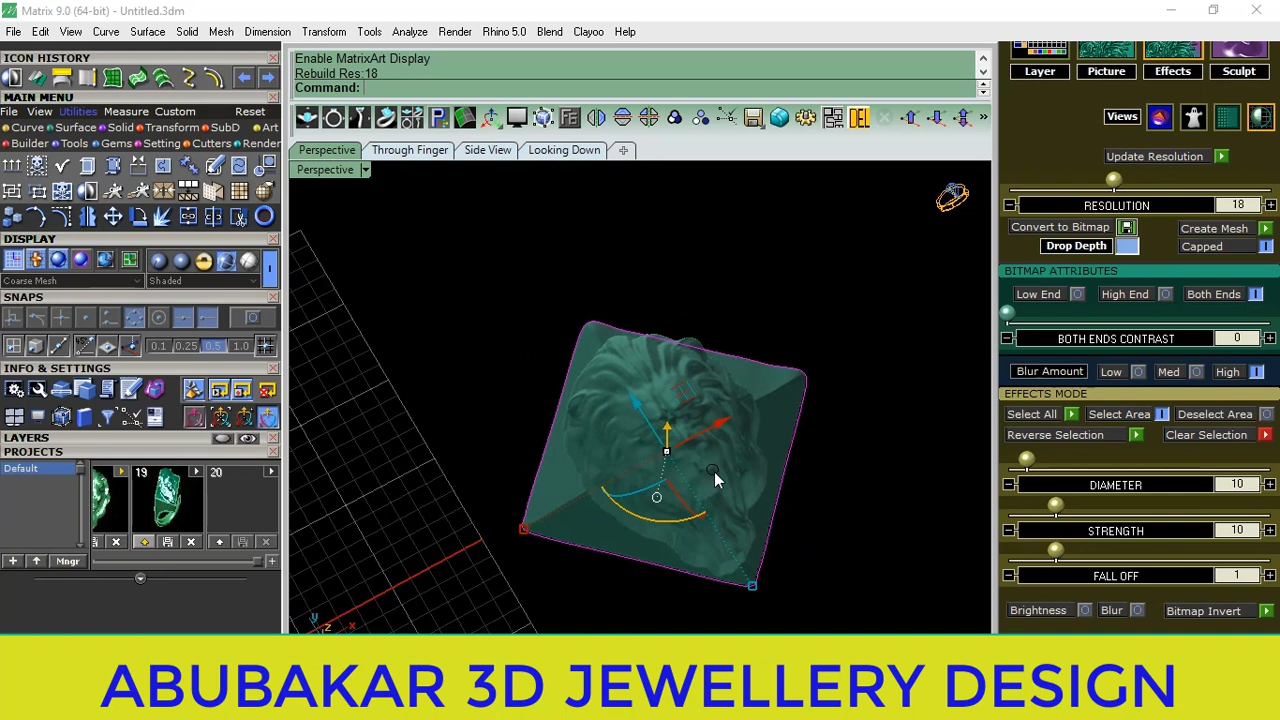 Matrix 9.0 (64-bit) - Untitled.3dm
File Edit View Curve Surface Solid Mesh Dimension Transform Tools Analyze Render Rhino 5.0 Blend Clayoo Help
ICON HISTORY
MAIN MENU
File View Utilities Measure Custom Reset
Curve Surface Solid Transform SubD Art
Builder Tools Gems Setting Cutters Render
DISPLAY
Coarse Mesh Shaded
SNAPS
0.1 0.25 0.5 1.0
INFO & SETTINGS
LAYERS
PROJECTS
Default
19 20
Mngr
Enable MatrixArt Display
Rebuild Res:18
Command:
Perspective Through Finger Side View Looking Down
Perspective
y z x
Layer Picture Effects Sculpt
Views
Update Resolution
RESOLUTION 18
Convert to Bitmap Create Mesh
Drop Depth Capped
BITMAP ATTRIBUTES
Low End High End Both Ends
BOTH ENDS CONTRAST 0
Blur Amount Low Med High
EFFECTS MODE
Select All Select Area Deselect Area
Reverse Selection Clear Selection
DIAMETER 10
STRENGTH 10
FALL OFF 1
Brightness Blur Bitmap Invert
ABUBAKAR 3D JEWELLERY DESIGN